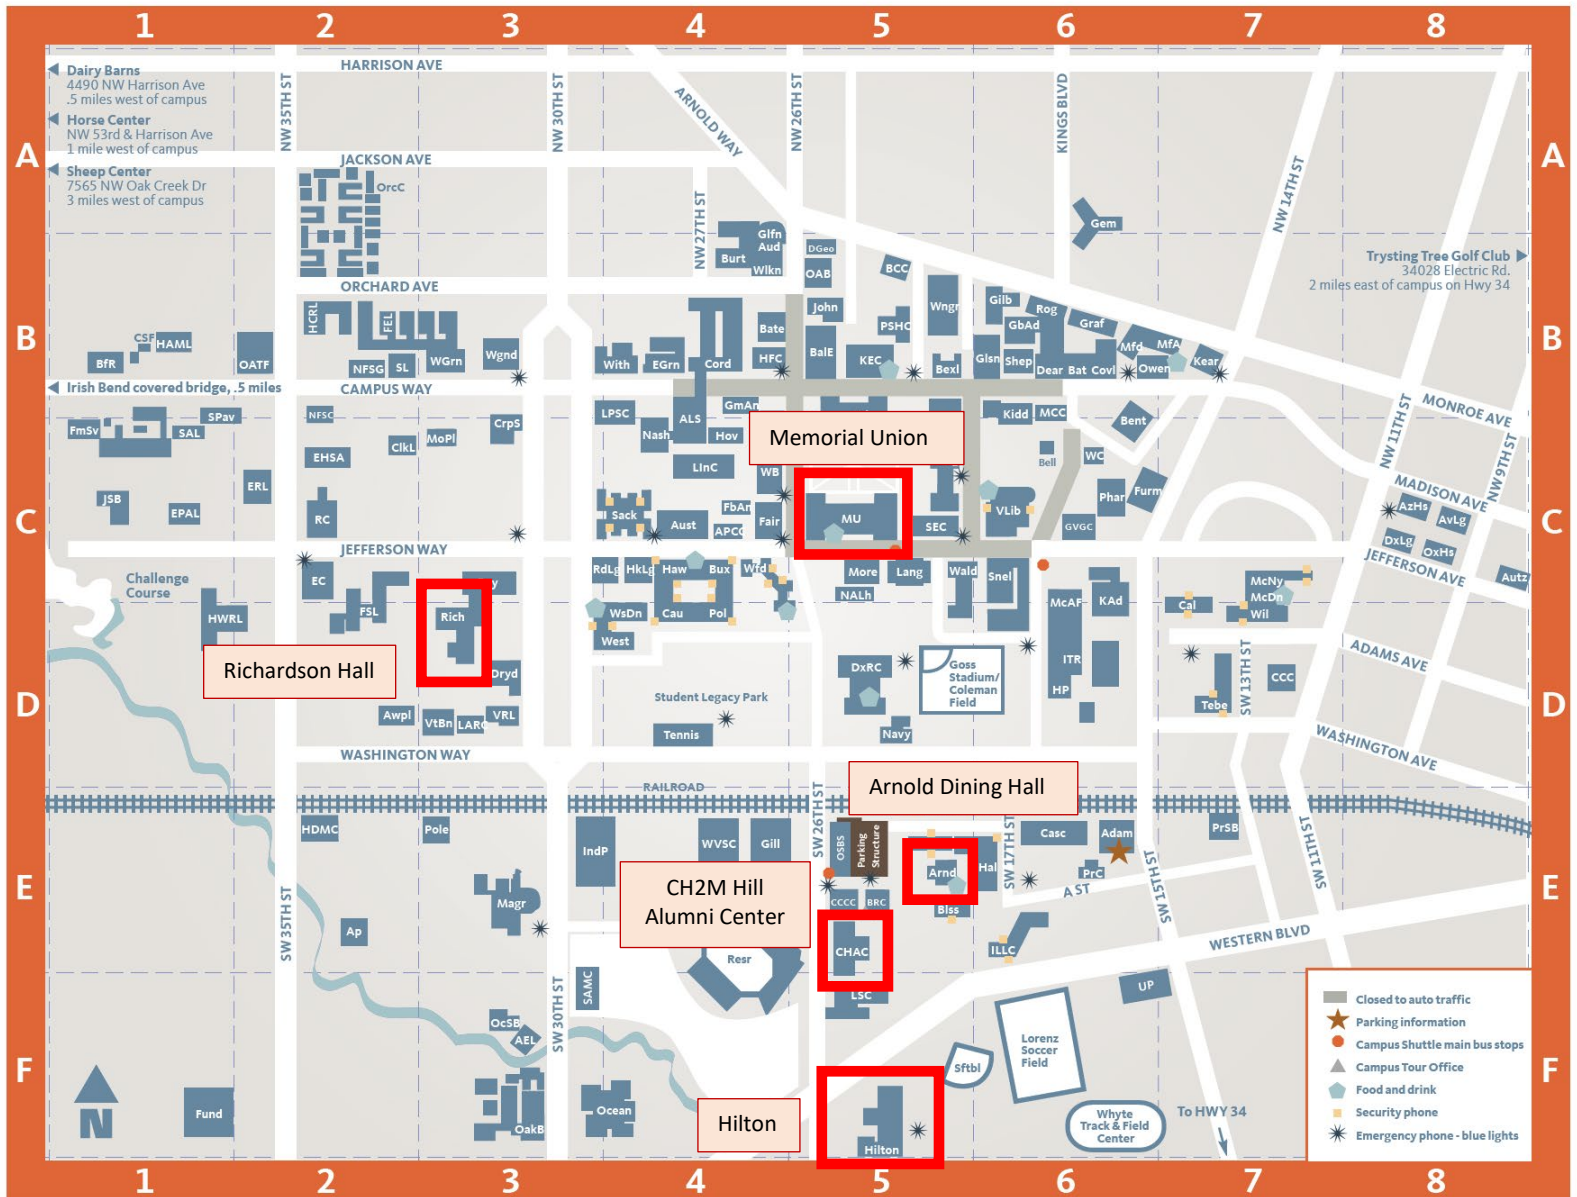 1 2 3 4 5 6 7 8
HARRISON AVE
Dairy Barns
4490 NW Harrison Ave
.5 miles west of campus
Horse Center
NW 53rd & Harrison Ave
1 mile west of campus
Sheep Center
7565 NW Oak Creek Dr
3 miles west of campus
NW 35TH ST
NW 30TH ST
ARNOLD WAY
NW 26TH ST
KINGS BLVD
NW 14TH ST
A
A
JACKSON AVE
OrcC
NW 27TH ST
Glfn
Aud
Burt
Wlkn
DGeo
OAB
BCC
Gem
Trysting Tree Golf Club
34028 Electric Rd.
2 miles east of campus on Hwy 34
ORCHARD AVE
B
B
HCRL
FEL
CSF
HAML
BfR
OATF
NFSG
SL
WGrn
Wgnd
With
EGrn
Cord
Bate
HFC
John
BalE
PSHC
KEC
Wngr
Bexl
Gilb
GbAd
Rog
Graf
Glsn
Shep
Dear
Bat
Covl
Mfd
MfA
Owen
Kear
Irish Bend covered bridge, .5 miles
CAMPUS WAY
MONROE AVE
NW 11TH ST
NW 9TH ST
FmSv
SPav
SAL
NFSC
EHSA
ClkL
MoPl
CrpS
LPSC
Nash
ALS
GmAn
Hov
LInC
WB
Memorial Union
Kidd
MCC
Bent
Bell
WC
C
C
JSB
EPAL
ERL
RC
Sack
Aust
FbAn
APCC
Fair
MU
SEC
VLib
GVGC
Phar
Furm
MADISON AVE
AzHs
AvLg
DxLg
OxHs
JEFFERSON WAY
JEFFERSON AVE
Autz
Challenge
Course
HWRL
EC
FSL
Rich
RdLg
HkLg
Haw
Bux
Wfd
WsDn
Cau
Pol
West
More
NALh
Lang
Wald
Snel
McAF
KAd
Cal
McNy
McDn
Wil
Richardson Hall
Dryd
ADAMS AVE
D
D
Student Legacy Park
DxRC
Goss
Stadium/
Coleman
Field
ITR
HP
SW 13TH ST
CCC
Tebe
Awpl
VtBn
LARC
VRL
Tennis
Navy
WASHINGTON WAY
WASHINGTON AVE
RAILROAD
Arnold Dining Hall
SW 26TH ST
HDMC
Pole
IndP
WVSC
Gill
OSBS
Parking
Structure
Arnd
Hal
SW 17TH ST
Casc
Adam
PrC
PrSB
SW 15TH ST
SW 11TH ST
E
E
CH2M Hill
Alumni Center
CCCC
BRC
Blss
A ST
Magr
Ap
CHAC
ILLC
WESTERN BLVD
SW 35TH ST
Resr
SAMC
LSC
UP
OcSB
AEL
SW 30TH ST
Lorenz
Soccer
Field
Sftbl
F
F
N
Fund
OakB
Ocean
Hilton
Hilton
Whyte
Track & Field
Center
To HWY 34
Closed to auto traffic
Parking information
Campus Shuttle main bus stops
Campus Tour Office
Food and drink
Security phone
Emergency phone - blue lights
1 2 3 4 5 6 7 8